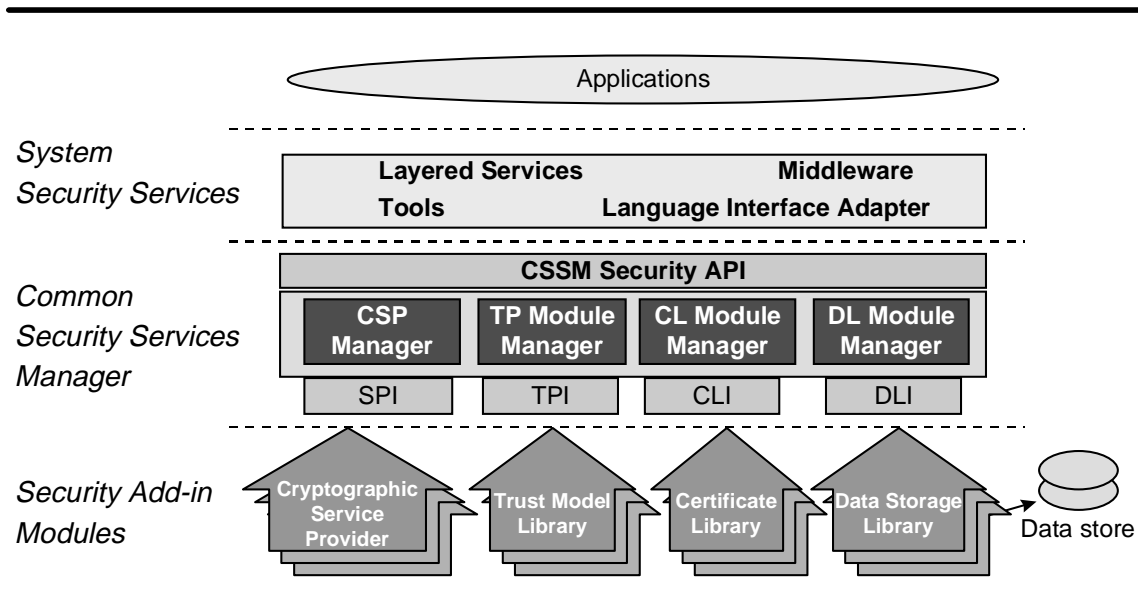 Applications
System
Security Services
Layered Services Middleware
Tools Language Interface Adapter
Common
Security Services
Manager
CSSM Security API
CSP
Manager
TP Module
Manager
CL Module
Manager
DL Module
Manager
SPI
TPI
CLI
DLI
Security Add-in
Modules
Cryptographic
Service
Provider
Trust Model
Library
Certificate
Library
Data Storage
Library
Data store